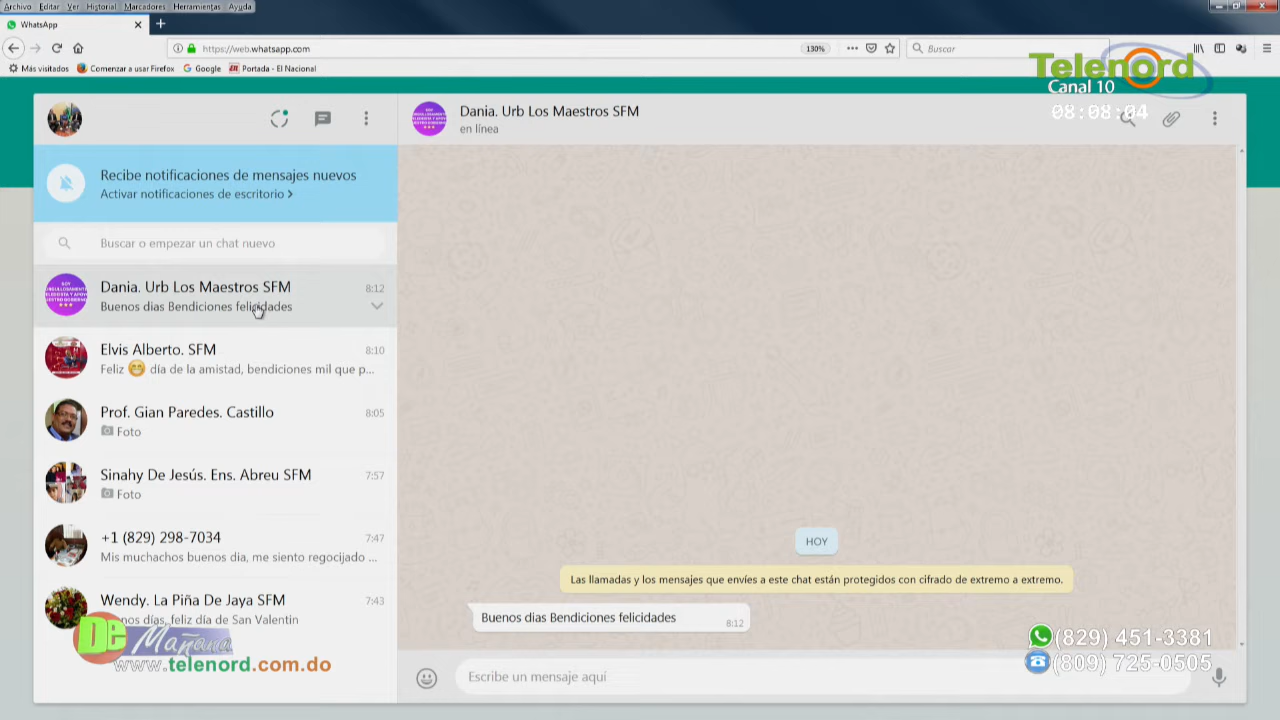 Archivo Editar Ver Historial Marcadores Herramientas Ayuda
WhatsApp
https://web.whatsapp.com
130%
Buscar
Más visitados Comenzar a usar Firefox Google Portada - El Nacional
Telenord
Canal 10
08:08:04
Dania. Urb Los Maestros SFM
en línea
Recibe notificaciones de mensajes nuevos
Activar notificaciones de escritorio >
Buscar o empezar un chat nuevo
Dania. Urb Los Maestros SFM 8:12
Buenos dias Bendiciones felicidades
Elvis Alberto. SFM 8:10
Feliz 😁 día de la amistad, bendiciones mil que p...
Prof. Gian Paredes. Castillo 8:05
Foto
Sinahy De Jesús. Ens. Abreu SFM 7:57
Foto
+1 (829) 298-7034 7:47
Mis muchachos buenos dia, me siento regocijado ...
Wendy. La Piña De Jaya SFM 7:43
nos días, feliz día de San Valentin
De Mañana
www.telenord.com.do
HOY
Las llamadas y los mensajes que envíes a este chat están protegidos con cifrado de extremo a extremo.
Buenos dias Bendiciones felicidades 8:12
(829) 451-3381
(809) 725-0505
Escribe un mensaje aquí